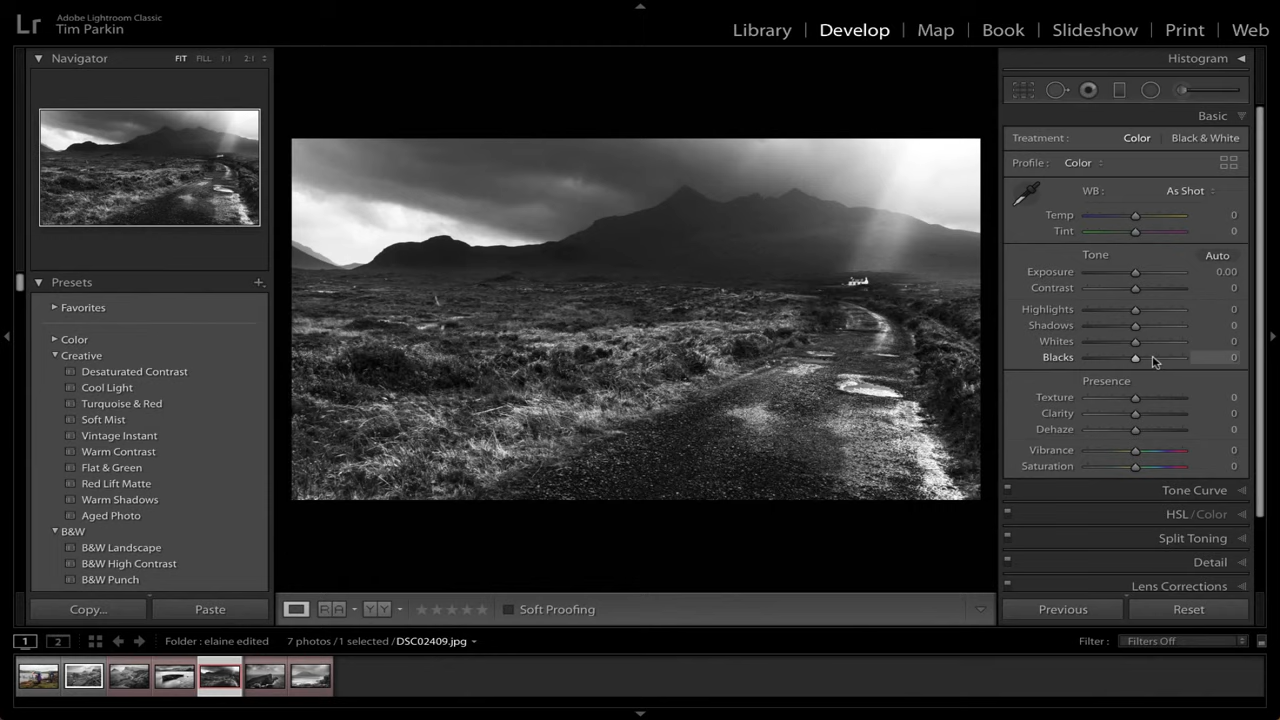 Lr
Adobe Lightroom Classic
Tim Parkin
Library | Develop | Map | Book | Slideshow | Print | Web
Navigator FIT FILL 1:1 2:1
Presets
Favorites
Color
Creative
Desaturated Contrast
Cool Light
Turquoise & Red
Soft Mist
Vintage Instant
Warm Contrast
Flat & Green
Red Lift Matte
Warm Shadows
Aged Photo
B&W
B&W Landscape
B&W High Contrast
B&W Punch
Copy... Paste
R A Y Y Soft Proofing
Histogram
Basic
Treatment : Color | Black & White
Profile : Color
WB : As Shot
Temp 0
Tint 0
Tone Auto
Exposure 0.00
Contrast 0
Highlights 0
Shadows 0
Whites 0
Blacks 0
Presence
Texture 0
Clarity 0
Dehaze 0
Vibrance 0
Saturation 0
Tone Curve
HSL / Color
Split Toning
Detail
Lens Corrections
Previous Reset
1 2 Folder : elaine edited 7 photos / 1 selected / DSC02409.jpg Filter : Filters Off